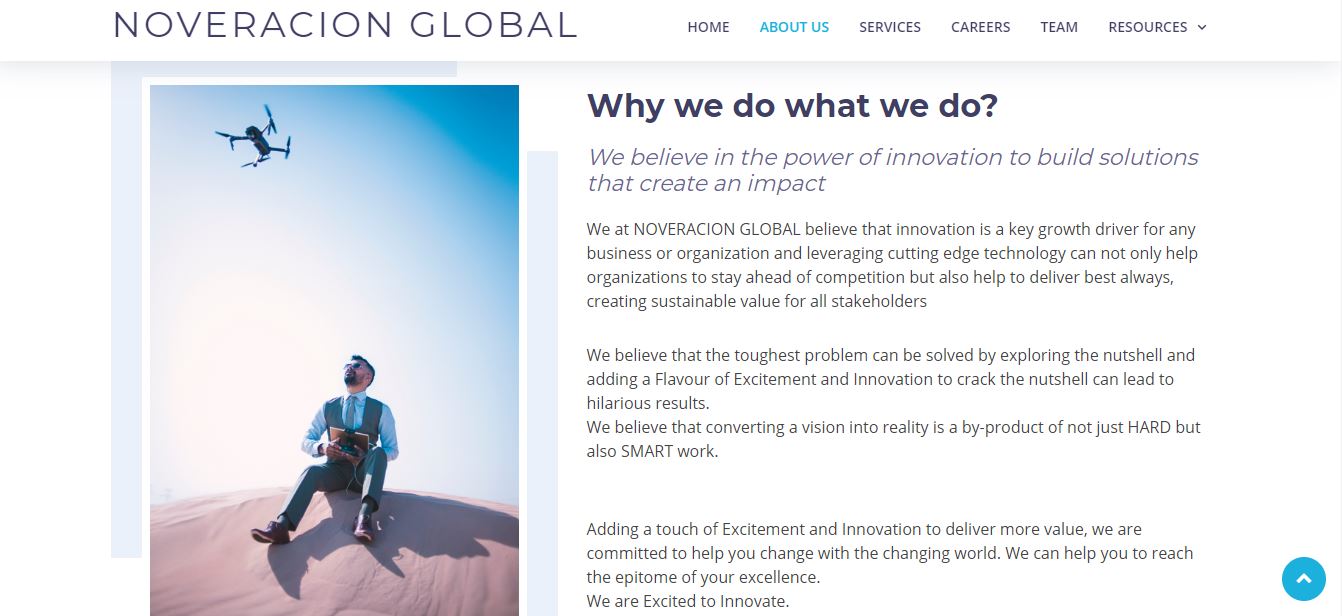 NOVERACION GLOBAL
HOME ABOUT US SERVICES CAREERS TEAM RESOURCES
Why we do what we do?
We believe in the power of innovation to build solutions
that create an impact
We at NOVERACION GLOBAL believe that innovation is a key growth driver for any
business or organization and leveraging cutting edge technology can not only help
organizations to stay ahead of competition but also help to deliver best always,
creating sustainable value for all stakeholders
We believe that the toughest problem can be solved by exploring the nutshell and
adding a Flavour of Excitement and Innovation to crack the nutshell can lead to
hilarious results.
We believe that converting a vision into reality is a by-product of not just HARD but
also SMART work.
Adding a touch of Excitement and Innovation to deliver more value, we are
committed to help you change with the changing world. We can help you to reach
the epitome of your excellence.
We are Excited to Innovate.